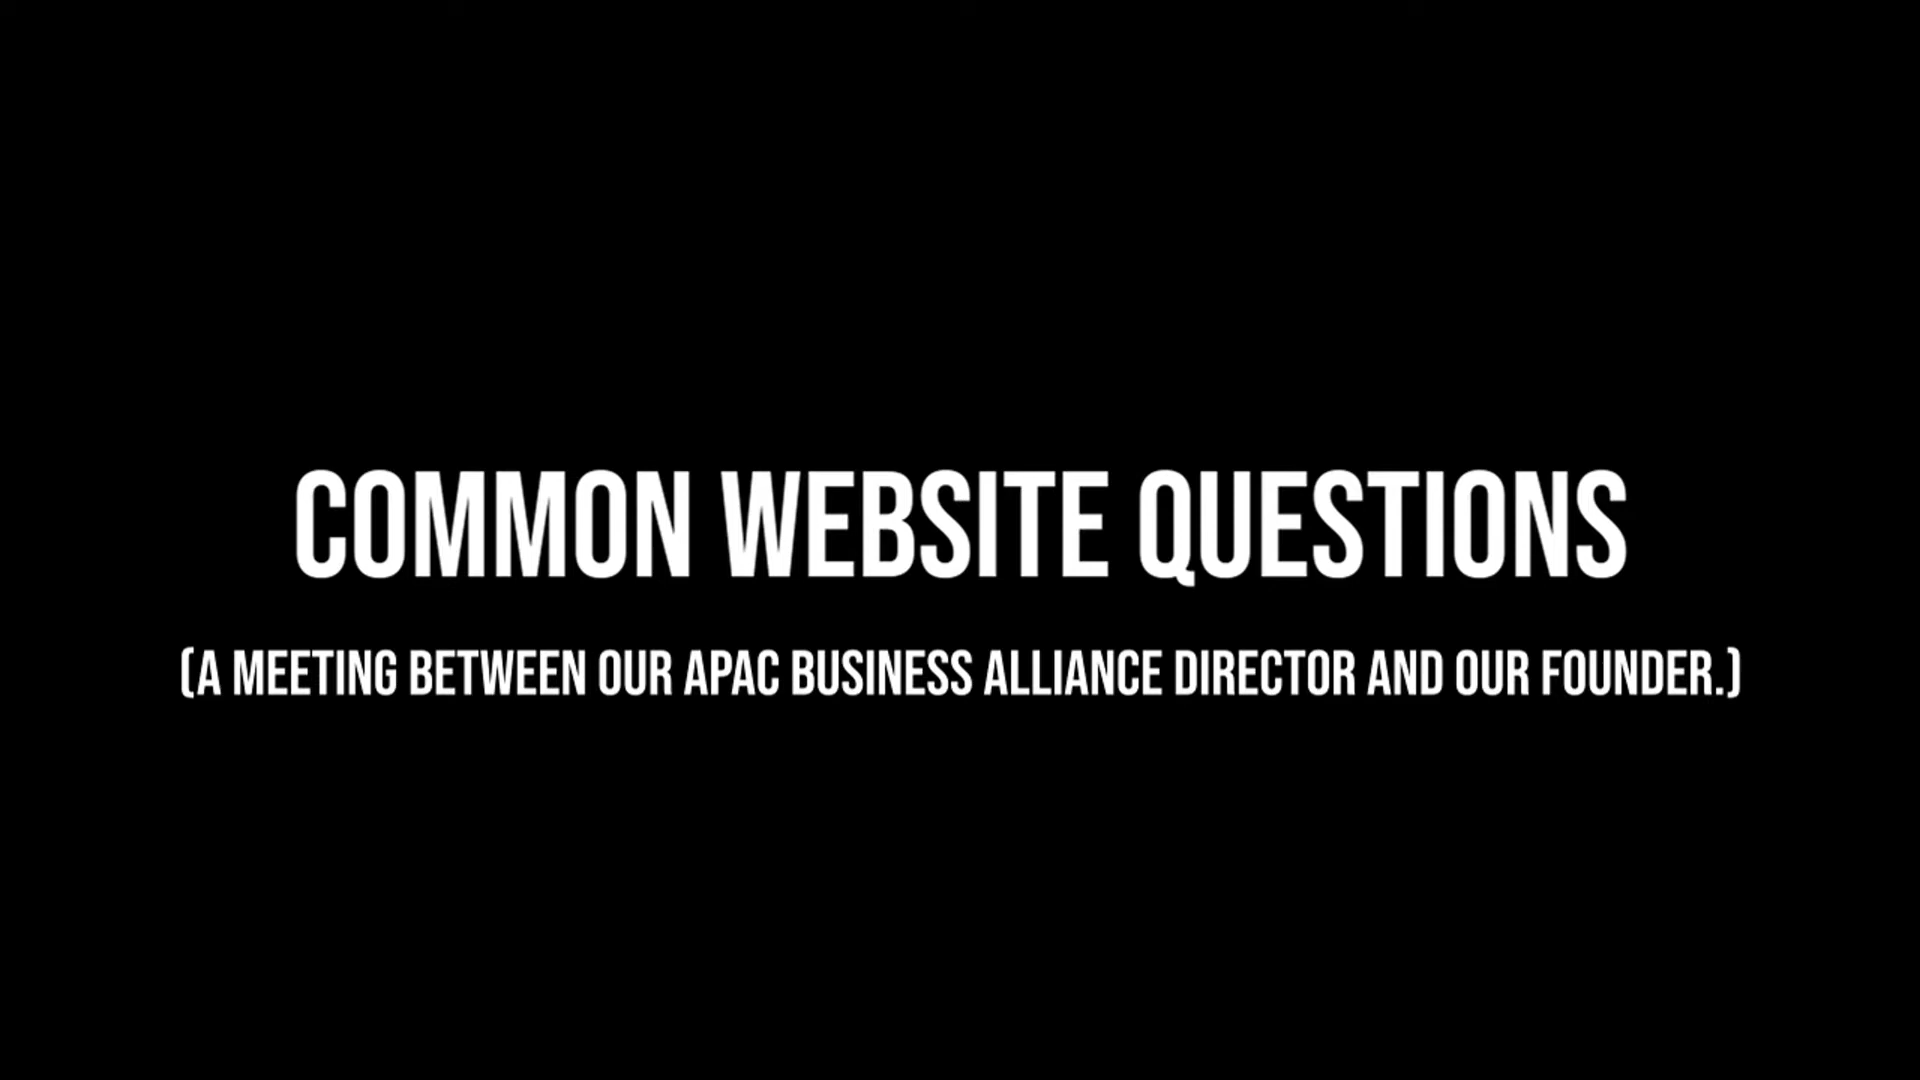 COMMON WEBSITE QUESTIONS
(A MEETING BETWEEN OUR APAC BUSINESS ALLIANCE DIRECTOR AND OUR FOUNDER.)